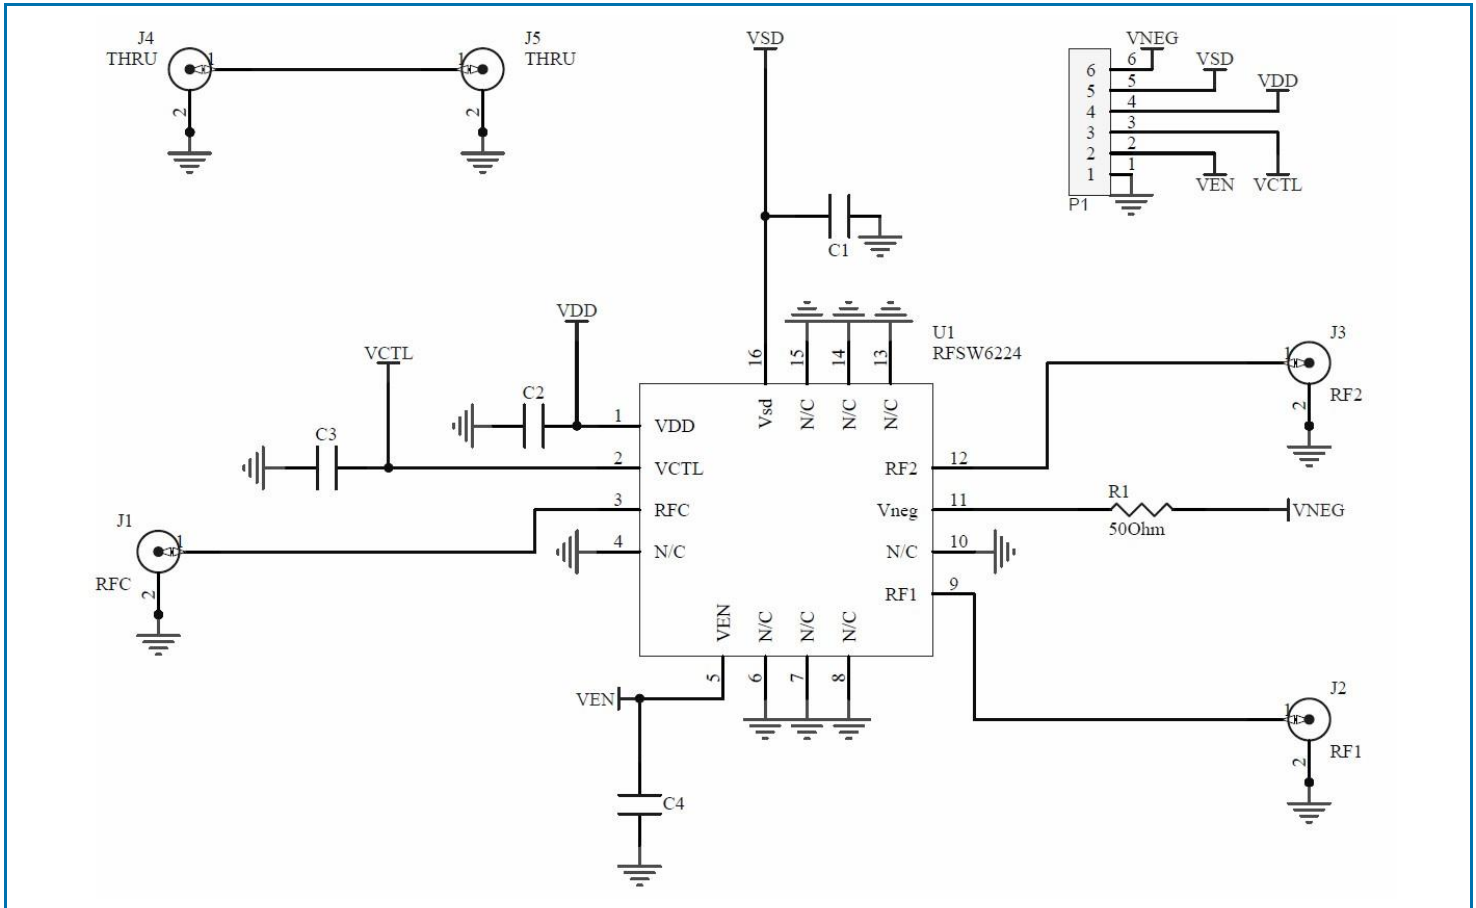 J4
THRU
1
2
J5
THRU
1
2
VSD
VNEG
VSD
VDD
6 6
5 5
4 4
3 3
2 2
1 1
VEN VCTL
P1
C1
VDD
VCTL
C2
C3
16 15 14 13
U1
RFSW6224
J3
1
RF2
2
Vsd N/C N/C N/C
1 VDD
2 VCTL
3 RFC
4 N/C
RF2 12
Vneg 11
N/C 10
RF1 9
R1
50Ohm
VNEG
J1
1
RFC
2
VEN N/C N/C N/C
5 6 7 8
VEN
C4
J2
1
RF1
2